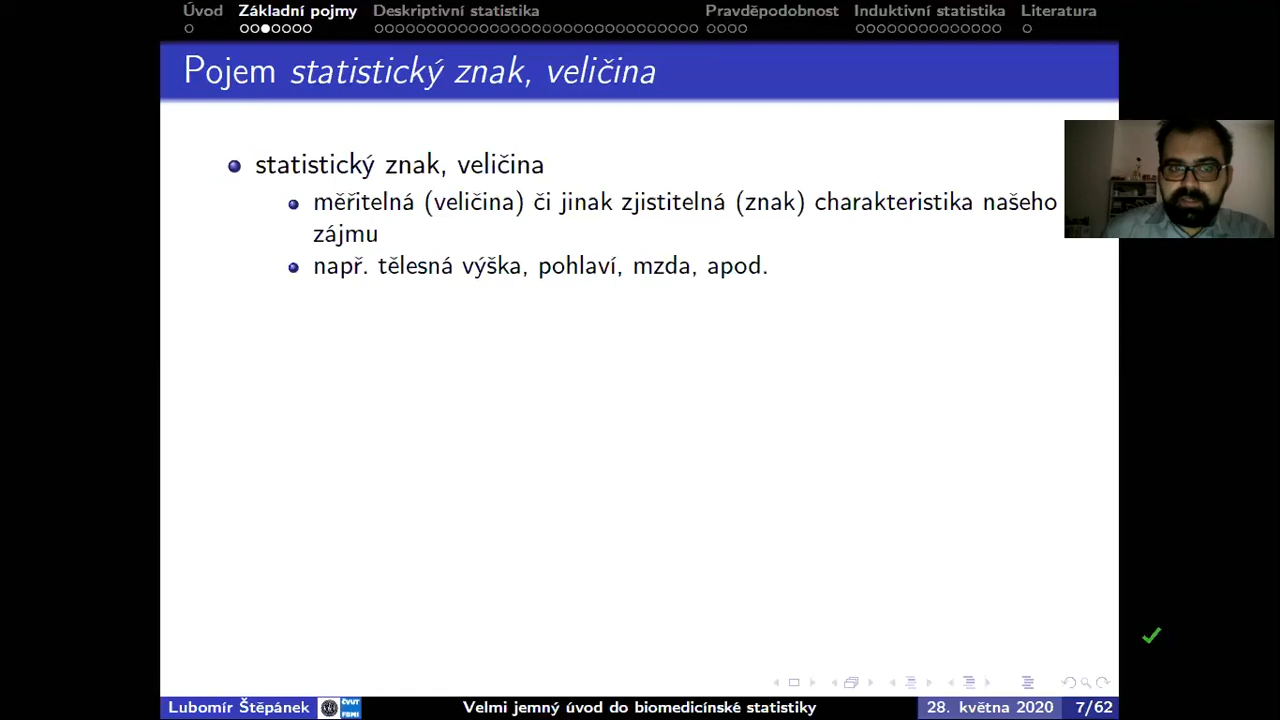 Úvod Základní pojmy Deskriptivní statistika Pravděpodobnost Induktivní statistika Literatura
Pojem statistický znak, veličina
statistický znak, veličina
měřitelná (veličina) či jinak zjistitelná (znak) charakteristika našeho
zájmu
např. tělesná výška, pohlaví, mzda, apod.
Lubomír Štěpánek ČVUT FBMI Velmi jemný úvod do biomedicínské statistiky 28. května 2020 7/62